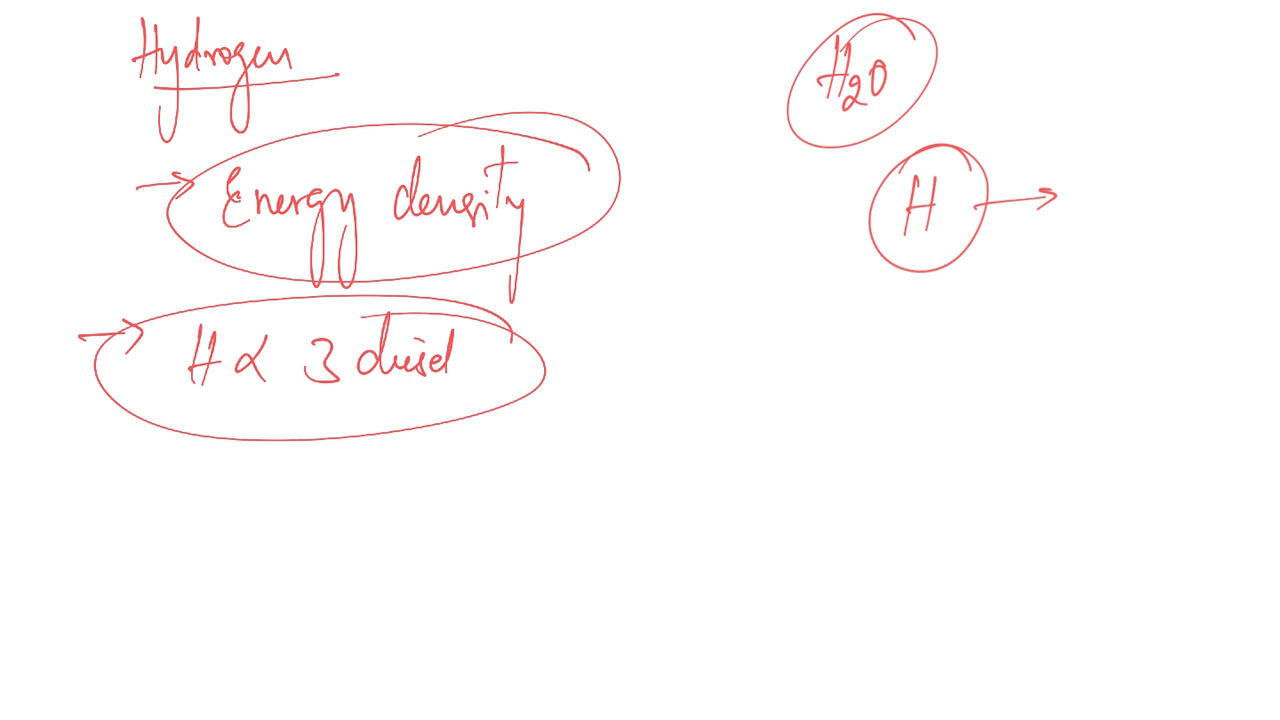 Hydrogen
→ Energy density
→ H ∝ 3 diesel
H2O
H →